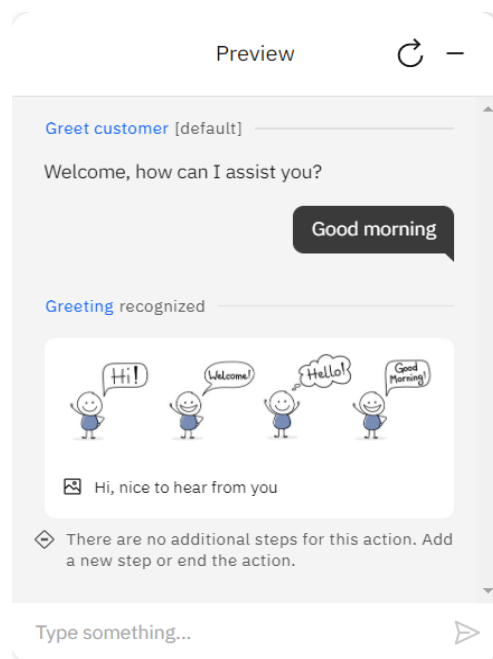 Preview
Greet customer [default]
Welcome, how can I assist you?
Good morning
Greeting recognized
Hi! Welcome! Hello! Good Morning!
Hi, nice to hear from you
There are no additional steps for this action. Add
a new step or end the action.
Type something...